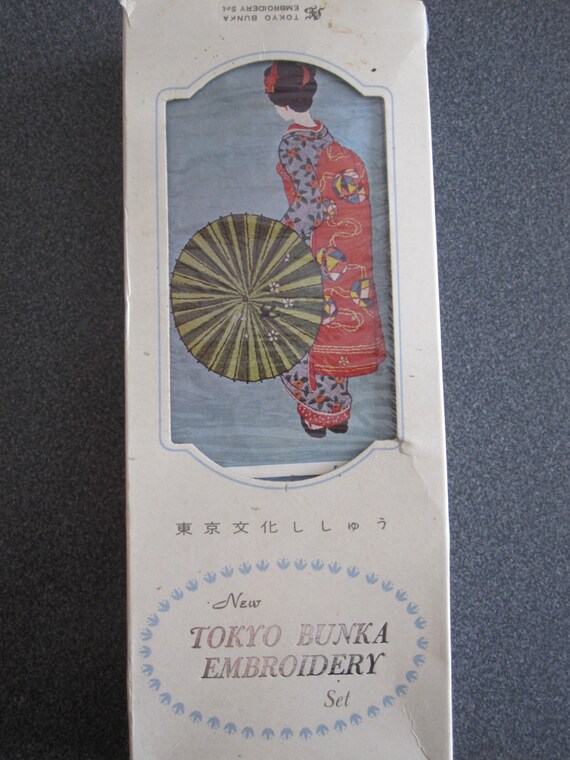 TOKYO BUNKA
EMBROIDERY Set
東京文化ししゅう
New
TOKYO BUNKA
EMBROIDERY
Set